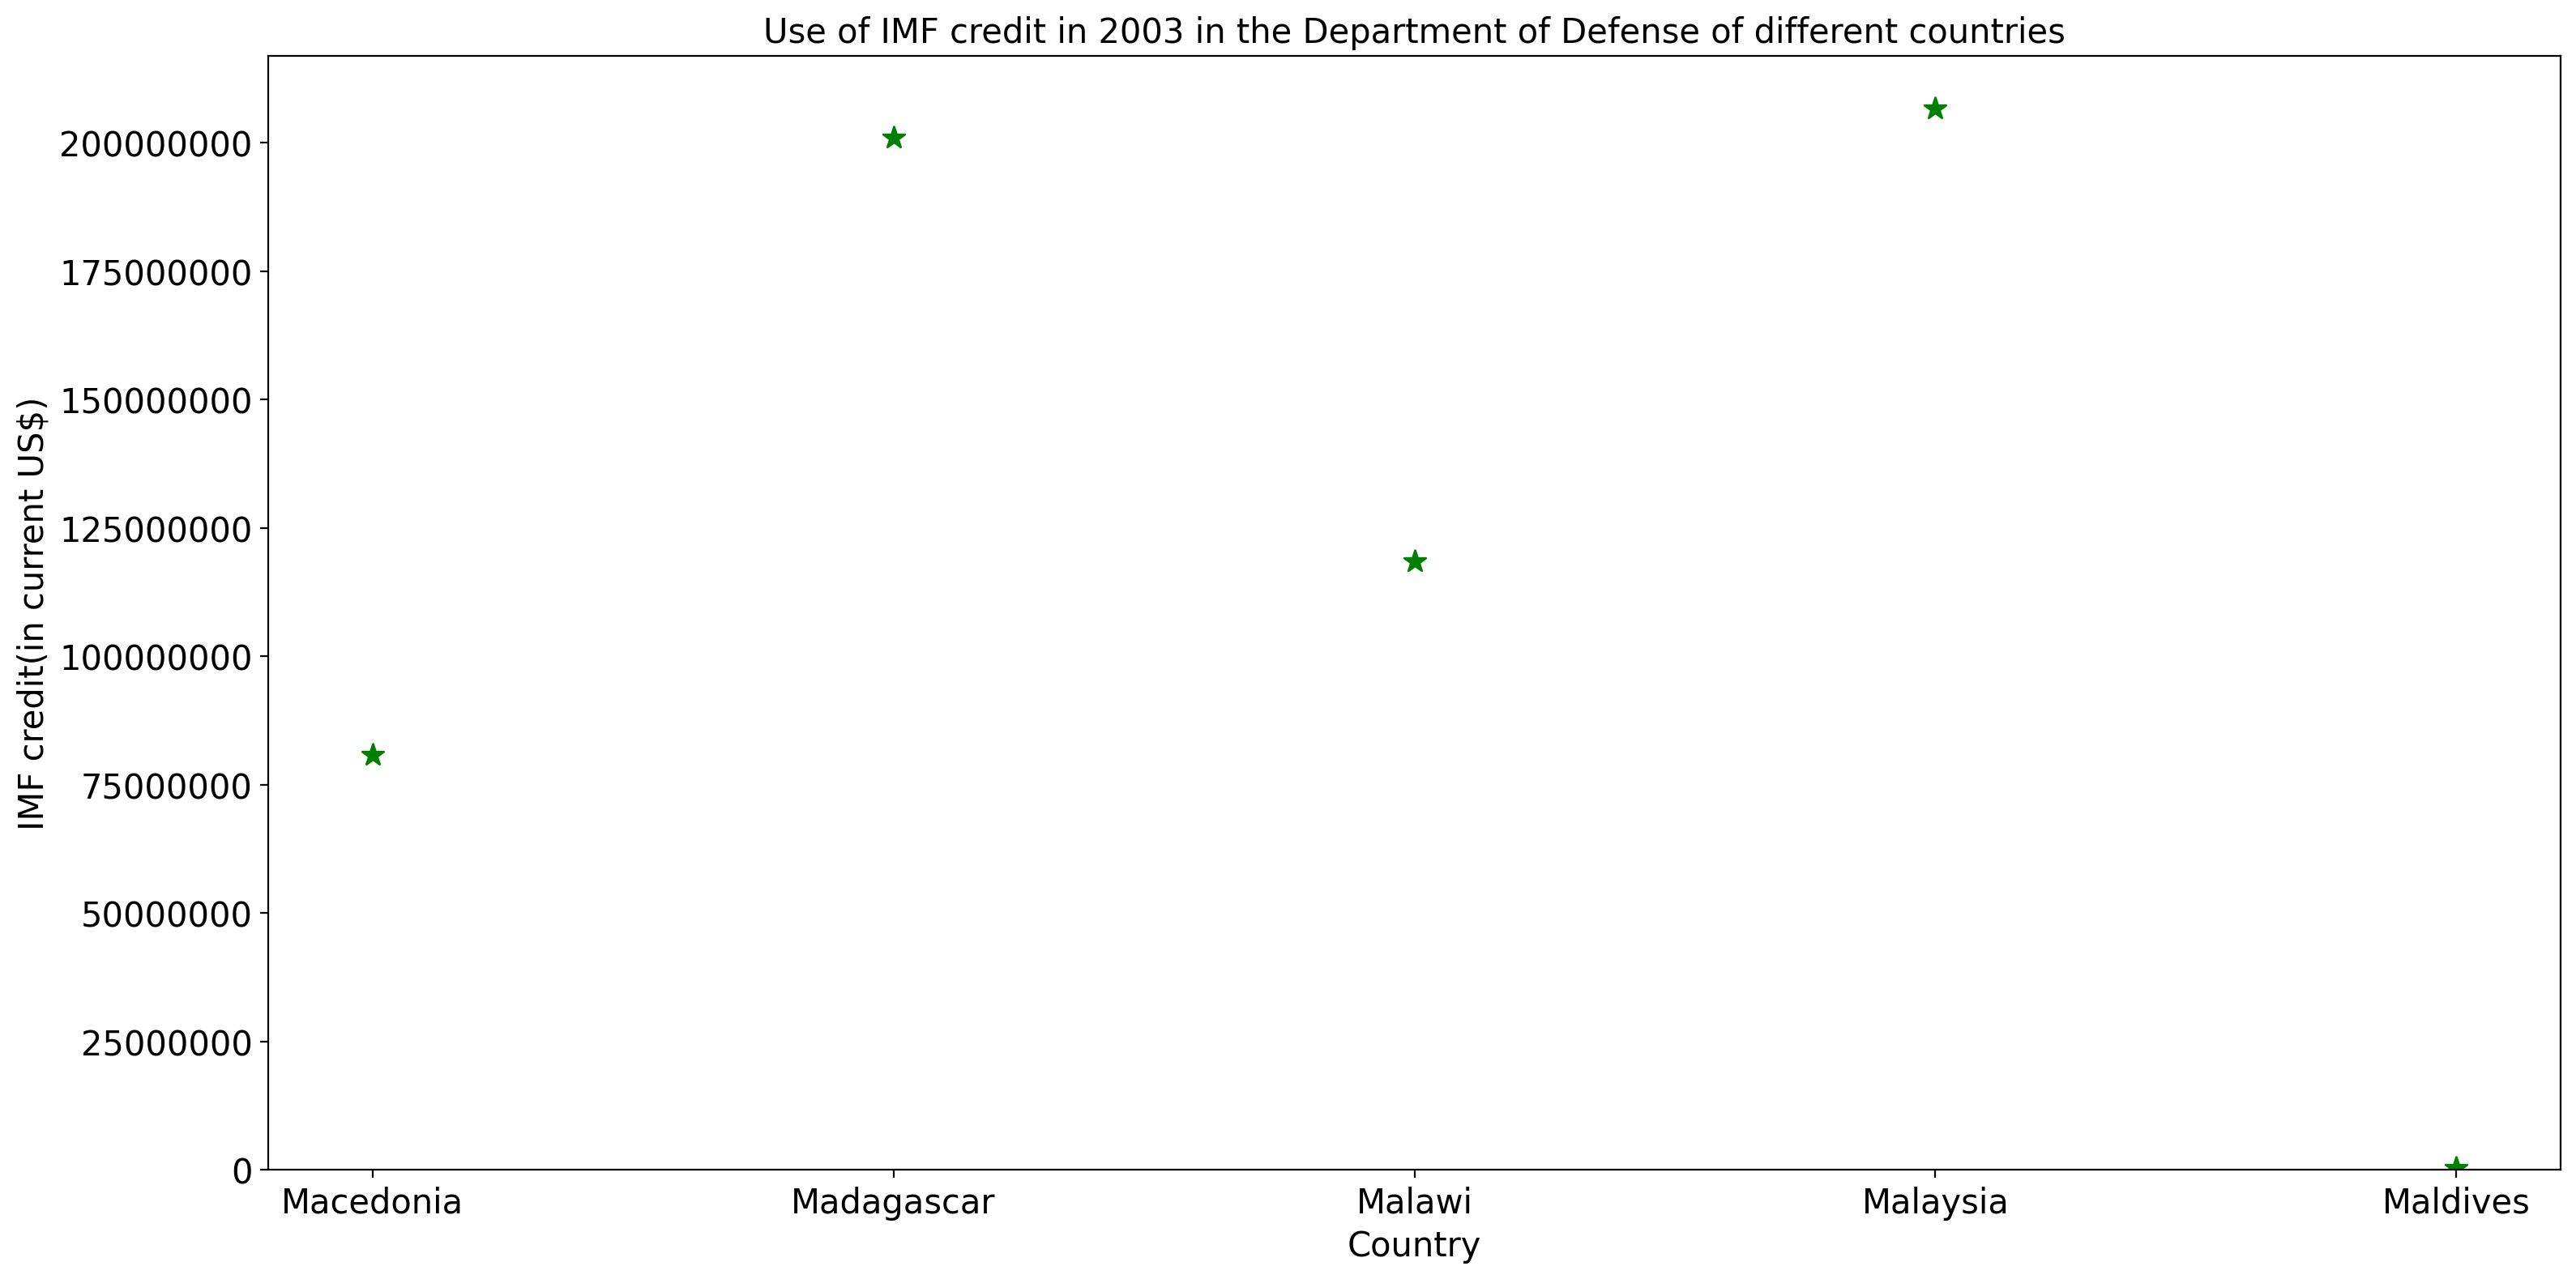 Use of IMF credit in 2003 in the Department of Defense of different countries
IMF credit(in current US$)
200000000
175000000
150000000
125000000
100000000
75000000
50000000
25000000
0
Macedonia Madagascar Malawi Malaysia Maldives
Country